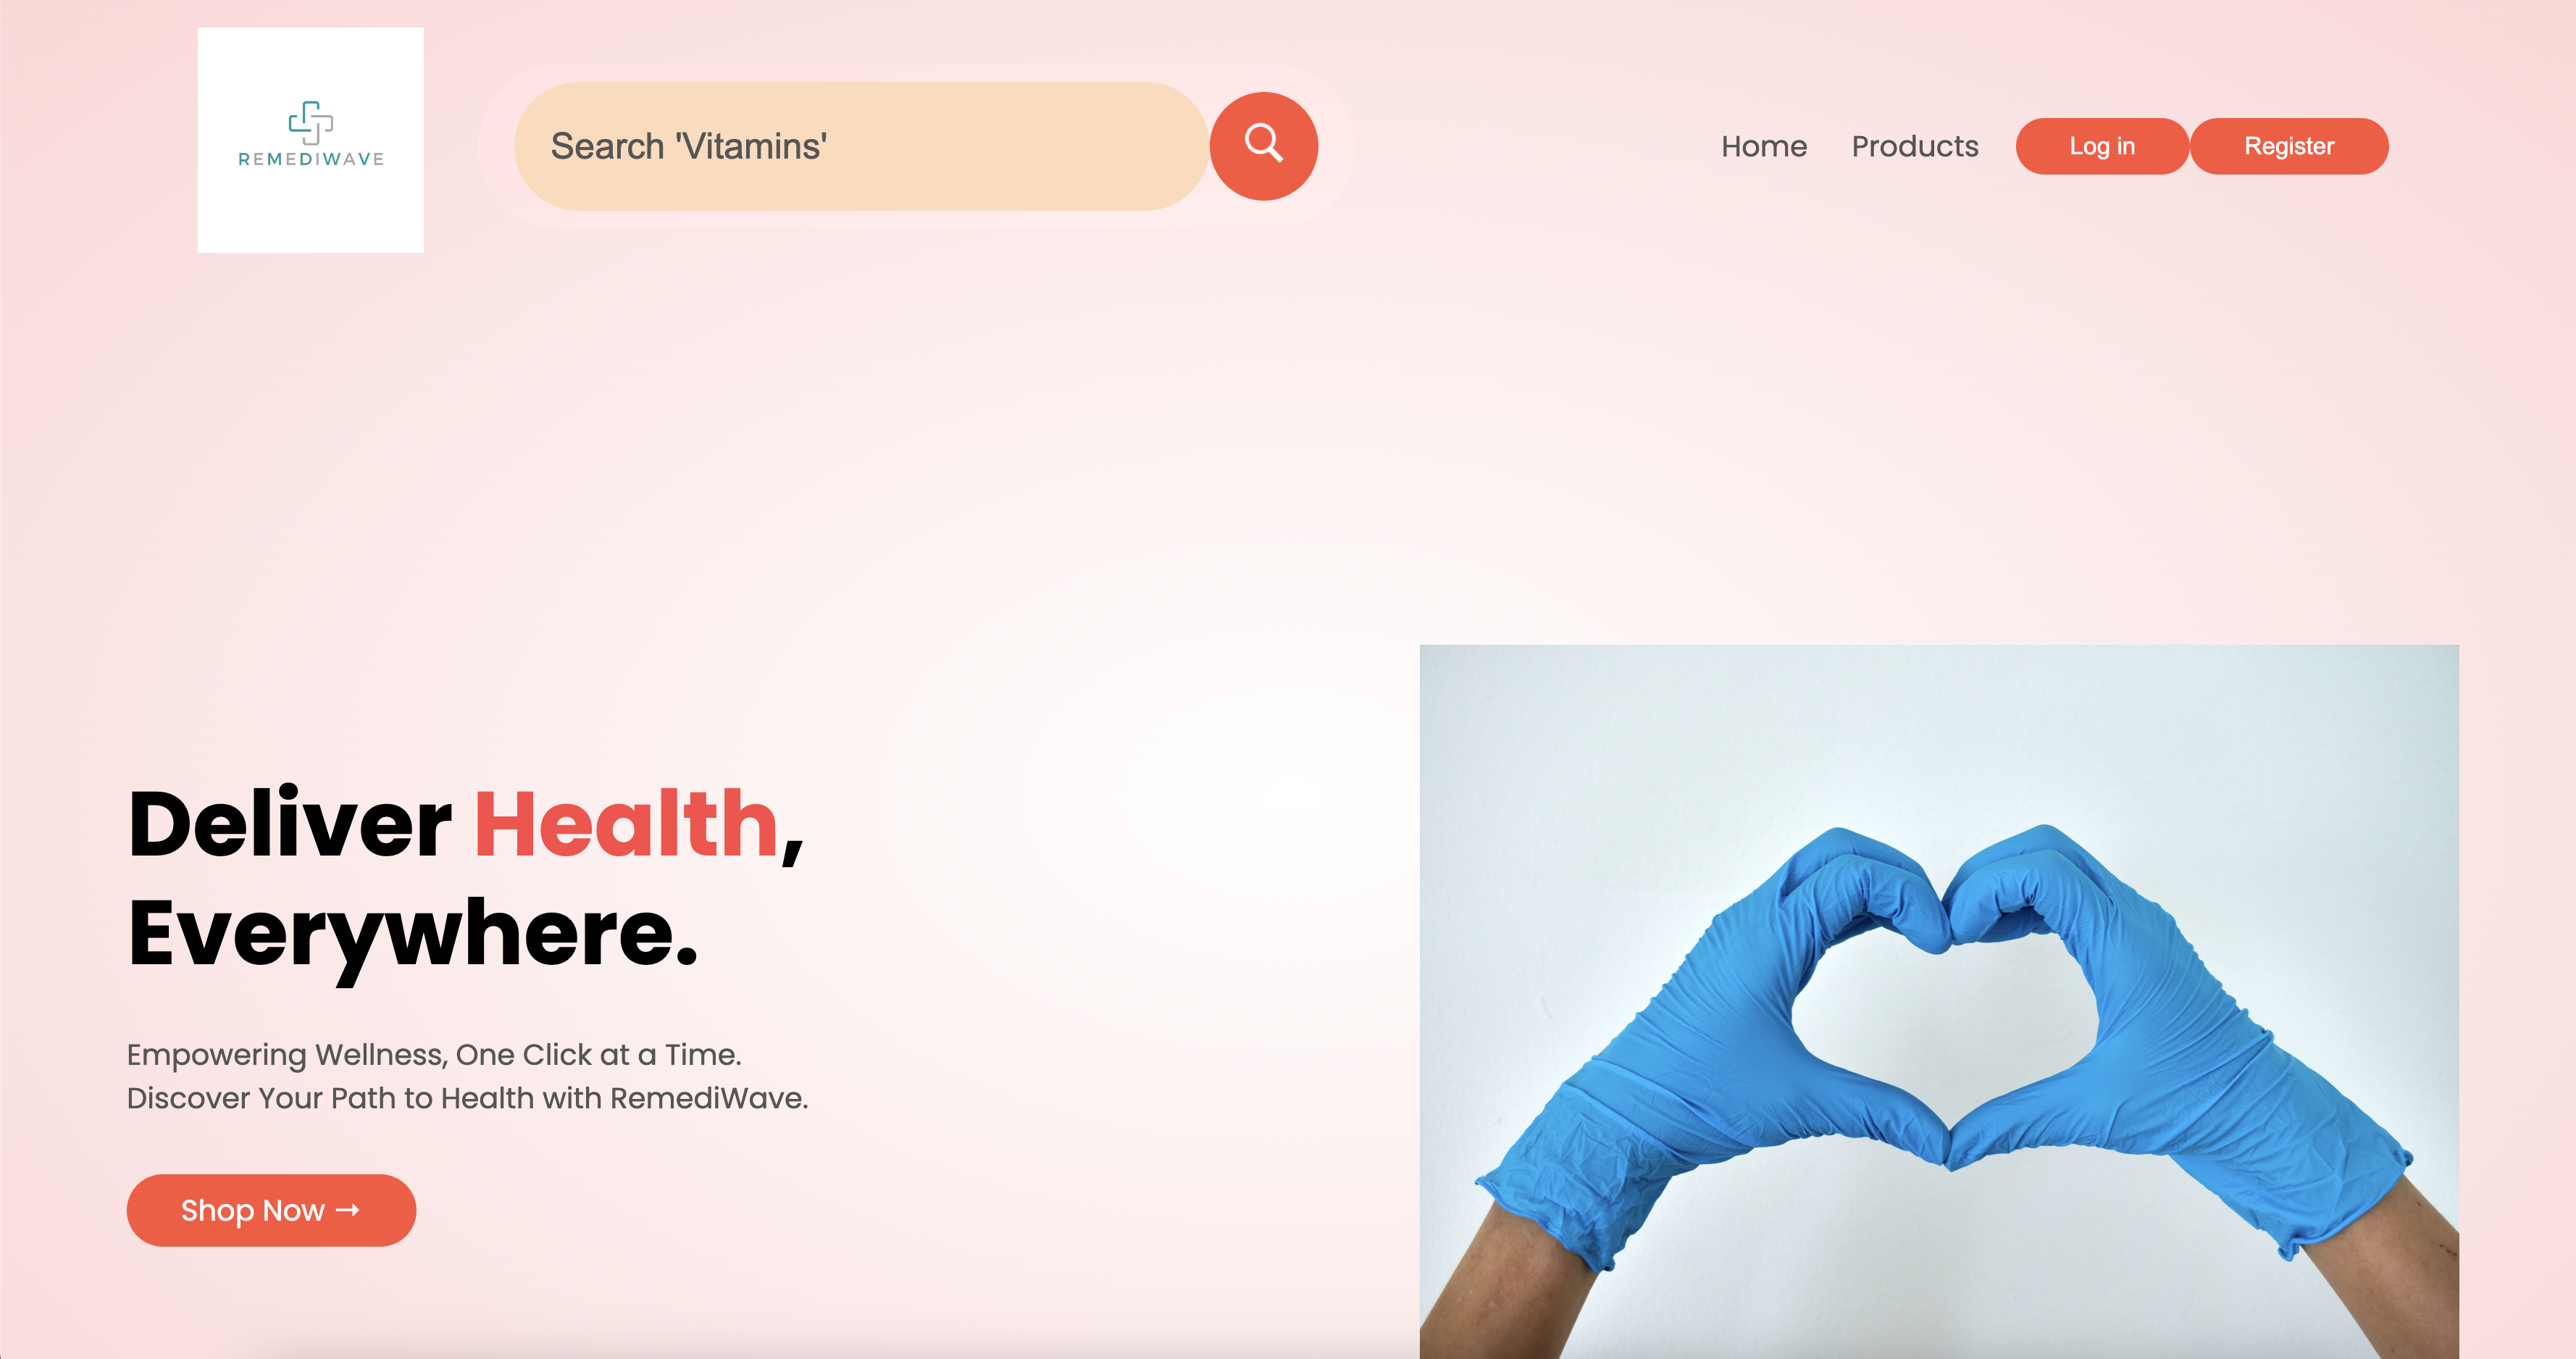 REMEDIWAVE
Search 'Vitamins'
Home
Products
Log in
Register
Deliver Health,
Everywhere.
Empowering Wellness, One Click at a Time.
Discover Your Path to Health with RemediWave.
Shop Now →